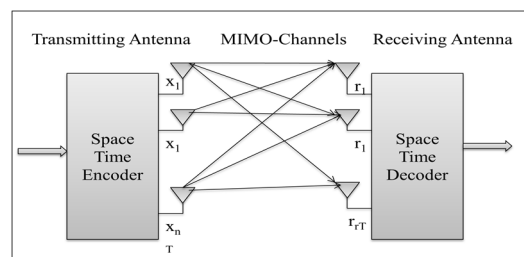 Transmitting Antenna
MIMO-Channels
Receiving Antenna
x1
r1
x1
r1
Space
Time
Encoder
Space
Time
Decoder
xn
T
rrT